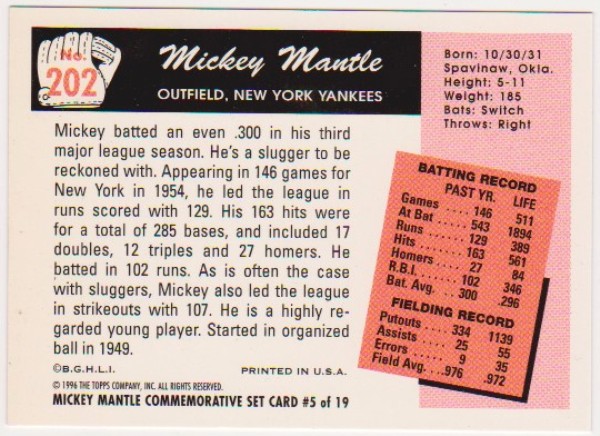 No.
202
Mickey Mantle
OUTFIELD, NEW YORK YANKEES
Born: 10/30/31
Spavinaw, Okla.
Height: 5-11
Weight: 185
Bats: Switch
Throws: Right
Mickey batted an even .300 in his third
major league season. He's a slugger to be
reckoned with. Appearing in 146 games for
New York in 1954, he led the league in
runs scored with 129. His 163 hits were
for a total of 285 bases, and included 17
doubles, 12 triples and 27 homers. He
batted in 102 runs. As is often the case
with sluggers, Mickey also led the league
in strikeouts with 107. He is a highly re-
garded young player. Started in organized
ball in 1949.
BATTING RECORD
PAST YR. LIFE
Games .... 146 511
At Bat .... 543 1894
Runs ..... 129 389
Hits ...... 163 561
Homers ... 27 84
R.B.I. ..... 102 346
Bat. Avg. .. .300 .296
FIELDING RECORD
Putouts .... 334 1139
Assists .... 25 55
Errors ..... 9 35
Field Avg... .976 .972
©B.G.H.L.I. PRINTED IN U.S.A.
© 1996 THE TOPPS COMPANY, INC. ALL RIGHTS RESERVED.
MICKEY MANTLE COMMEMORATIVE SET CARD #5 of 19